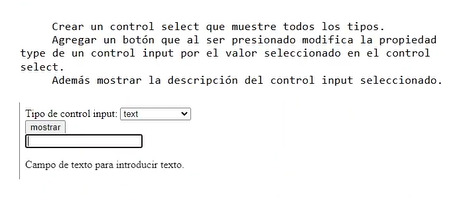 Crear un control select que muestre todos los tipos.
Agregar un botón que al ser presionado modifica la propiedad
type de un control input por el valor seleccionado en el control
select.
Además mostrar la descripción del control input seleccionado.
Tipo de control input: text
mostrar
Campo de texto para introducir texto.